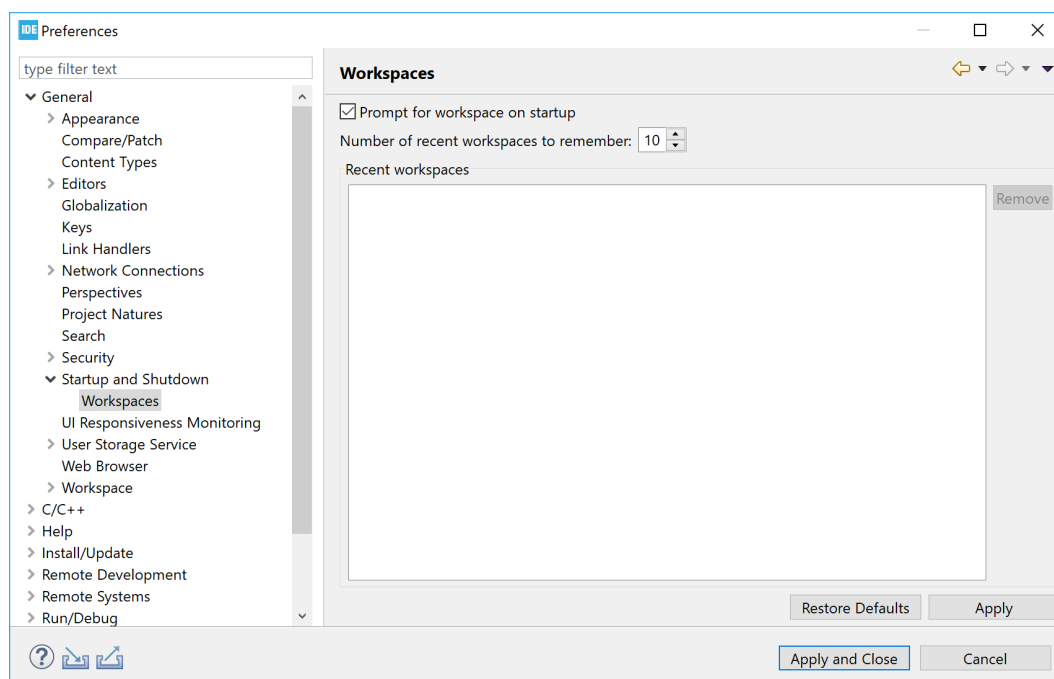 IDE Preferences
type filter text
General
Appearance
Compare/Patch
Content Types
Editors
Globalization
Keys
Link Handlers
Network Connections
Perspectives
Project Natures
Search
Security
Startup and Shutdown
Workspaces
UI Responsiveness Monitoring
User Storage Service
Web Browser
Workspace
C/C++
Help
Install/Update
Remote Development
Remote Systems
Run/Debug
Workspaces
Prompt for workspace on startup
Number of recent workspaces to remember: 10
Recent workspaces
Remove
Restore Defaults Apply
? Apply and Close Cancel